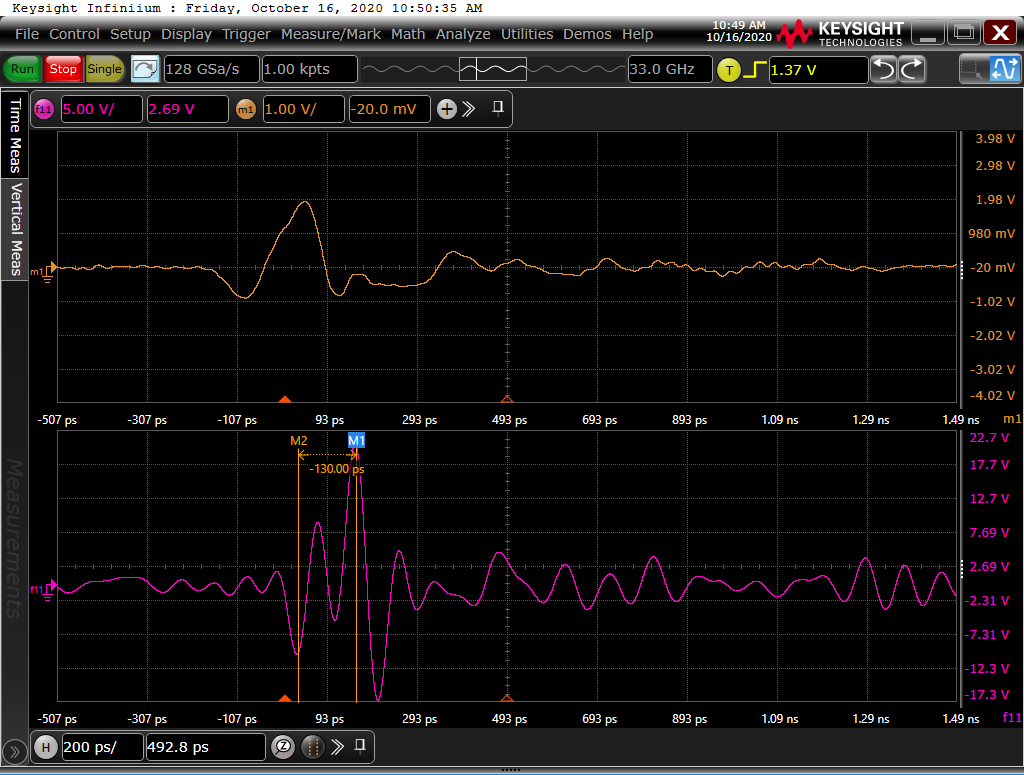 Keysight Infiniium : Friday, October 16, 2020 10:50:35 AM
File Control Setup Display Trigger Measure/Mark Math Analyze Utilities Demos Help
10:49 AM
10/16/2020
KEYSIGHT
TECHNOLOGIES
Run Stop Single 128 GSa/s 1.00 kpts 33.0 GHz T 1.37 V
Time Meas
Vertical Meas
Measurements
f11 5.00 V/ 2.69 V m1 1.00 V/ -20.0 mV
3.98 V
2.98 V
1.98 V
980 mV
m1 -20 mV
-1.02 V
-2.02 V
-3.02 V
-4.02 V
-507 ps -307 ps -107 ps 93 ps 293 ps 493 ps 693 ps 893 ps 1.09 ns 1.29 ns 1.49 ns m1
M2 M1 22.7 V
-130.00 ps 17.7 V
12.7 V
7.69 V
2.69 V
f11
-2.31 V
-7.31 V
-12.3 V
-17.3 V
-507 ps -307 ps -107 ps 93 ps 293 ps 493 ps 693 ps 893 ps 1.09 ns 1.29 ns 1.49 ns f11
H 200 ps/ 492.8 ps Z